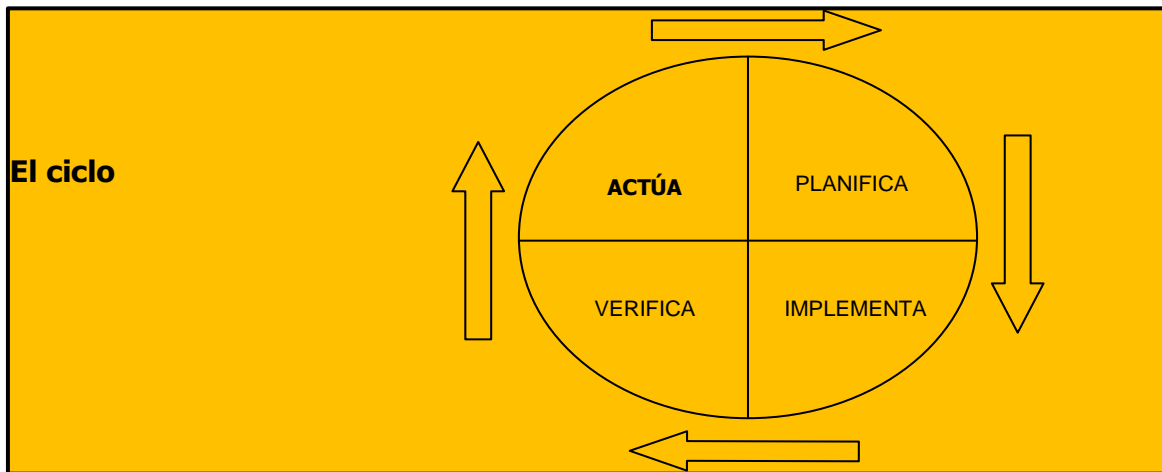 El ciclo
ACTÚA
PLANIFICA
VERIFICA
IMPLEMENTA